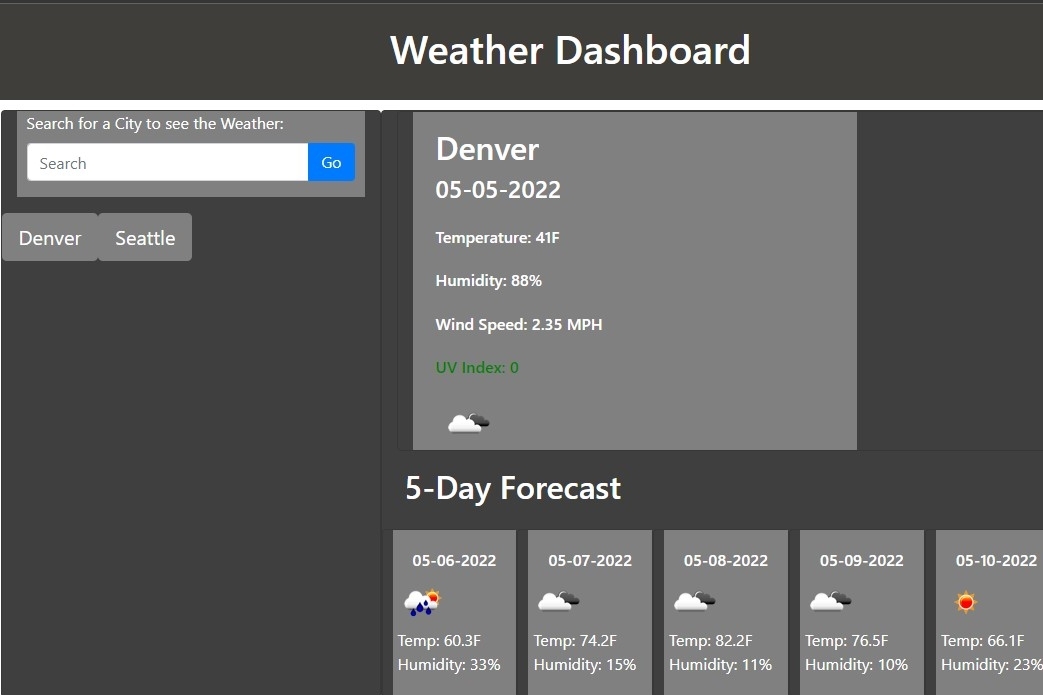 Weather Dashboard
Search for a City to see the Weather:
Search Go
Denver Seattle
Denver
05-05-2022
Temperature: 41F
Humidity: 88%
Wind Speed: 2.35 MPH
UV Index: 0
5-Day Forecast
05-06-2022 05-07-2022 05-08-2022 05-09-2022 05-10-2022
Temp: 60.3F Temp: 74.2F Temp: 82.2F Temp: 76.5F Temp: 66.1F
Humidity: 33% Humidity: 15% Humidity: 11% Humidity: 10% Humidity: 23%